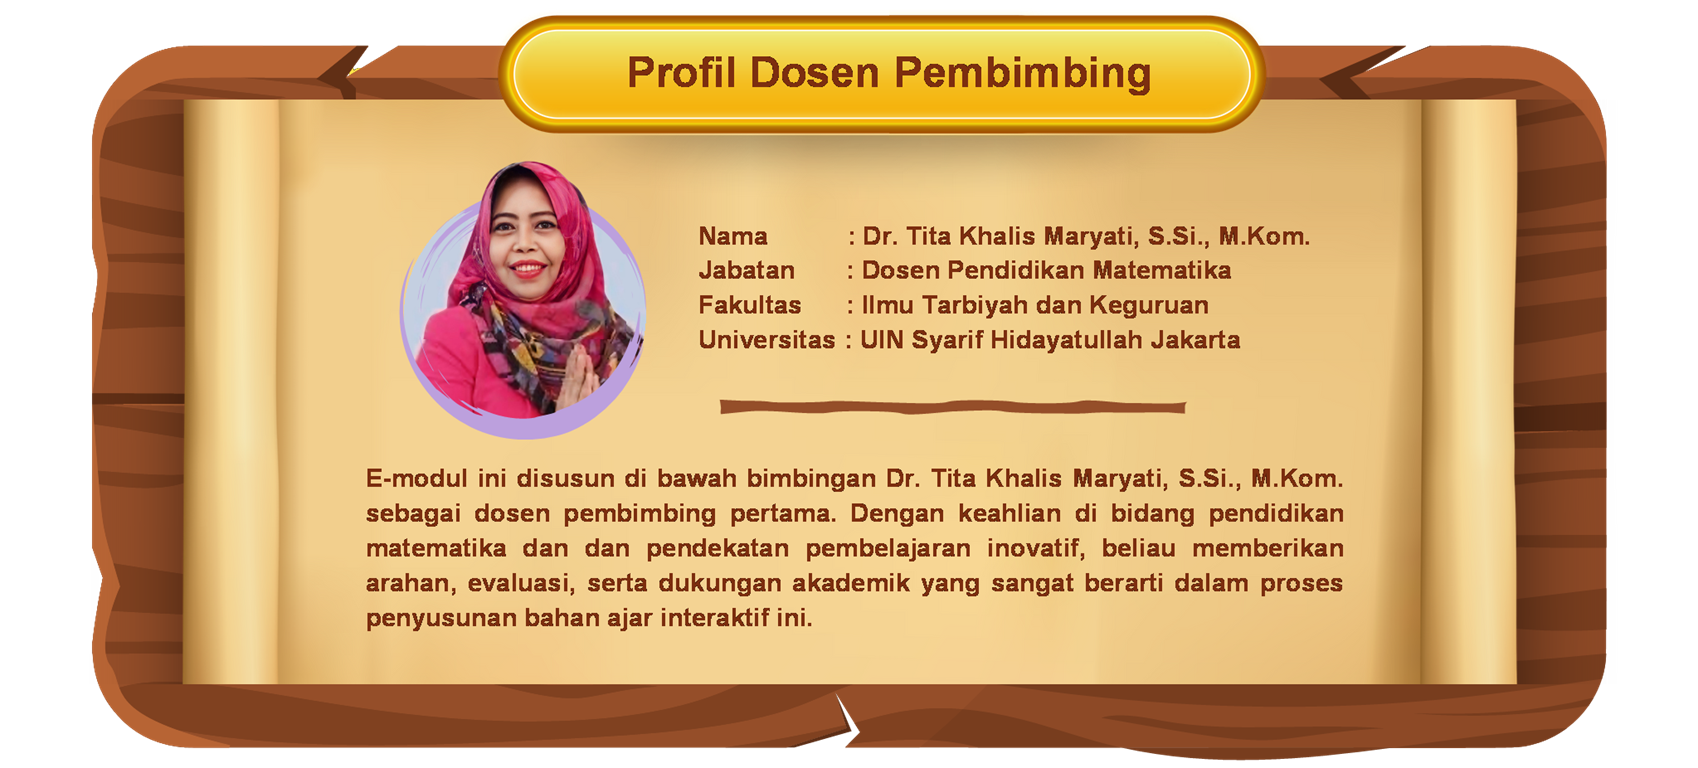 Profil Dosen Pembimbing
Nama : Dr. Tita Khalis Maryati, S.Si., M.Kom.
Jabatan : Dosen Pendidikan Matematika
Fakultas : Ilmu Tarbiyah dan Keguruan
Universitas : UIN Syarif Hidayatullah Jakarta
E-modul ini disusun di bawah bimbingan Dr. Tita Khalis Maryati, S.Si., M.Kom.
sebagai dosen pembimbing pertama. Dengan keahlian di bidang pendidikan
matematika dan dan pendekatan pembelajaran inovatif, beliau memberikan
arahan, evaluasi, serta dukungan akademik yang sangat berarti dalam proses
penyusunan bahan ajar interaktif ini.